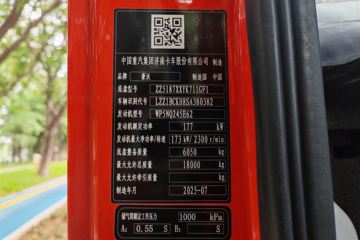 中国重汽集团济南卡车股份有限公司 制造
品牌 豪沃 制造国 中国
底盘型号 ZZ5187XXYK711GF1
车辆识别代号 LZZ1BCKH8SA380382
发动机型号 WP5NQ245E62
发动机额定功率 177 kW
发动机最大净功率/转速 173 kW/ 2300 r/min
底盘整备质量 6050 kg
最大允许总质量 18000 kg
最大允许牵引质量 kg
制造年月 2025-07
储气筒额定工作压力 1000 kPa
A: 0.55 S B: S